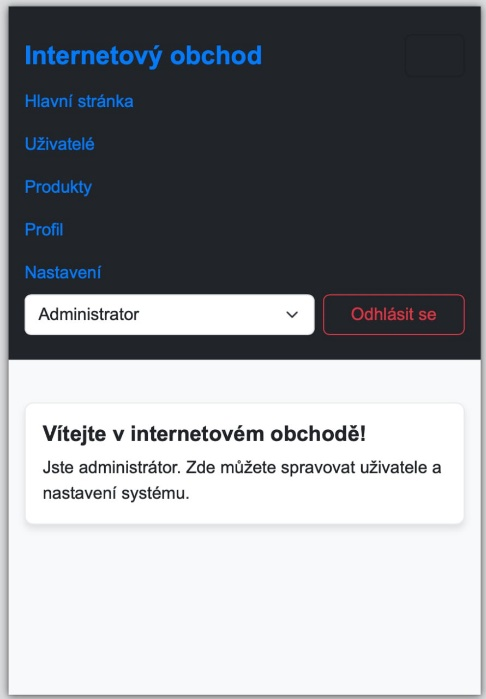 Internetový obchod
Hlavní stránka
Uživatelé
Produkty
Profil
Nastavení
Administrator
Odhlásit se
Vítejte v internetovém obchodě!
Jste administrátor. Zde můžete spravovat uživatele a
nastavení systému.